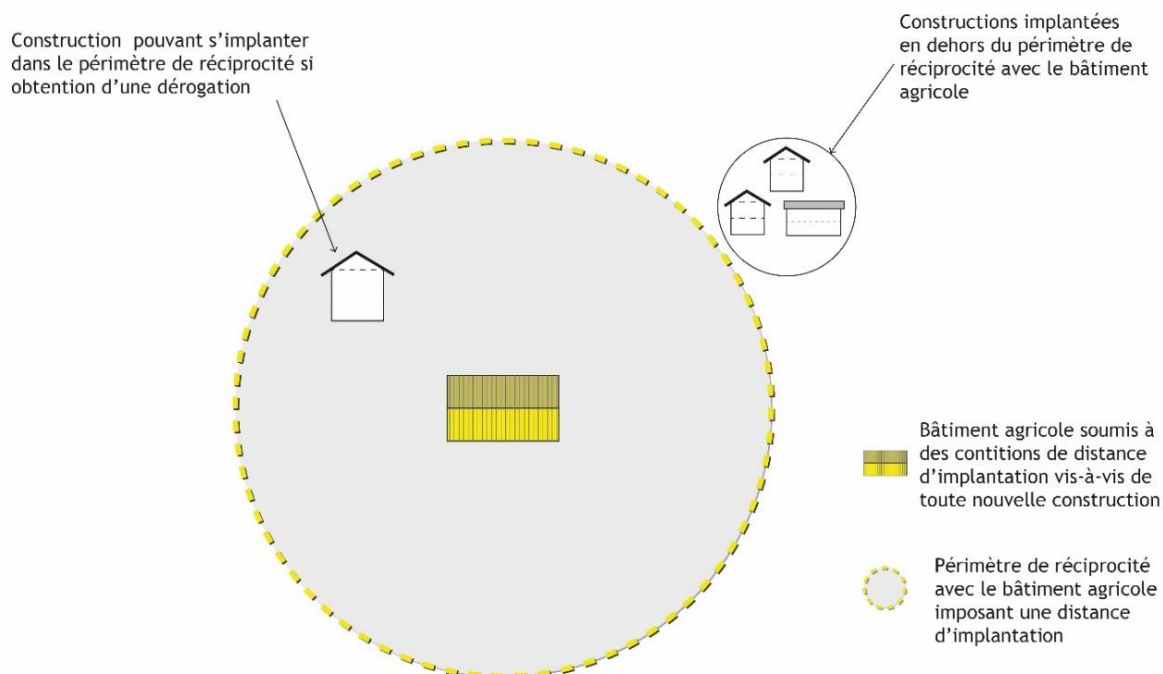 Construction pouvant s’implanter
dans le périmètre de réciprocité si
obtention d’une dérogation
Constructions implantées
en dehors du périmètre de
réciprocité avec le bâtiment
agricole
Bâtiment agricole soumis à
des contitions de distance
d’implantation vis-à-vis de
toute nouvelle construction
Périmètre de réciprocité
avec le bâtiment agricole
imposant une distance
d’implantation